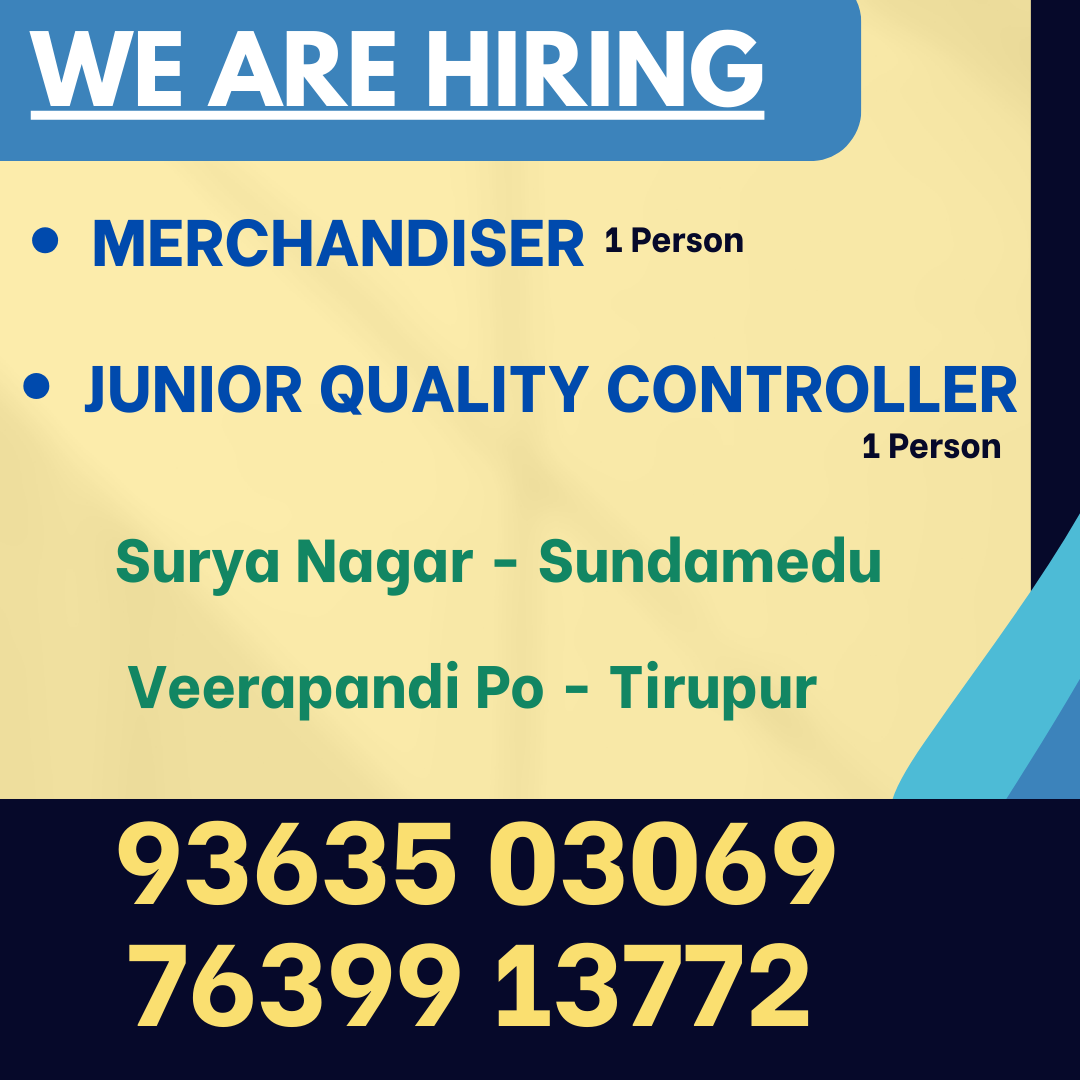 WE ARE HIRING
• MERCHANDISER 1 Person
• JUNIOR QUALITY CONTROLLER
1 Person
Surya Nagar - Sundamedu
Veerapandi Po - Tirupur
93635 03069
76399 13772